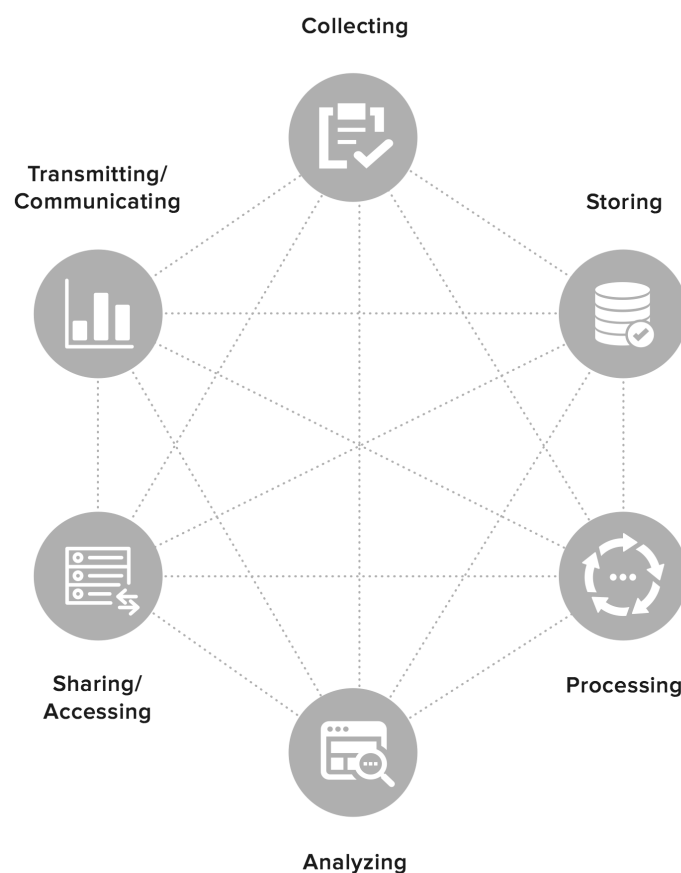 Collecting
Transmitting/
Communicating
Storing
Sharing/
Accessing
Processing
Analyzing